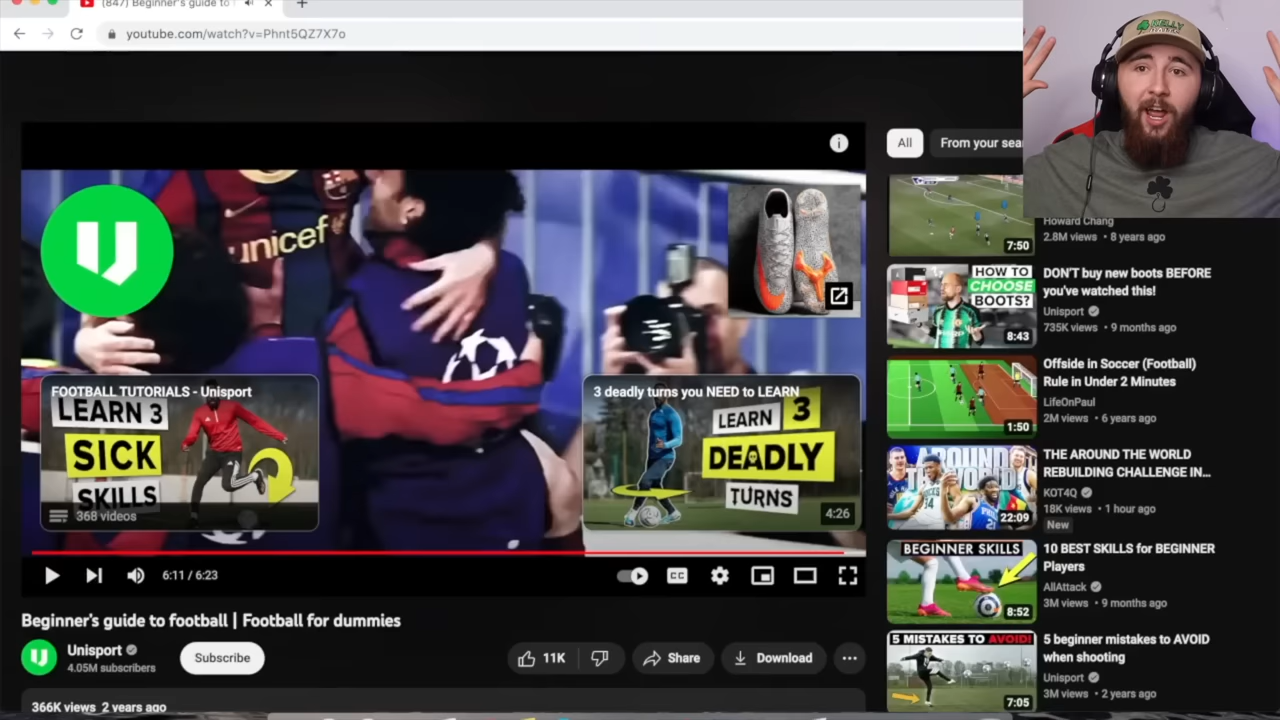 (847) Beginner's guide to f
youtube.com/watch?v=Phnt5QZ7X7o
unicef
FOOTBALL TUTORIALS - Unisport
LEARN 3
SICK
SKILLS
368 videos
3 deadly turns you NEED to LEARN
LEARN 3
DEADLY
TURNS
4:26
6:11 / 6:23
CC
Beginner's guide to football | Football for dummies
Unisport
4.05M subscribers
Subscribe
11K
Share
Download
366K views 2 years ago
All
From your sea
7:50
Howard Chang
2.8M views • 8 years ago
HOW TO
CHOOSE
BOOTS?
8:43
DON'T buy new boots BEFORE
you've watched this!
Unisport
735K views • 9 months ago
1:50
Offside in Soccer (Football)
Rule in Under 2 Minutes
LifeOnPaul
2M views • 6 years ago
AROUND
THE WORLD
22:09
THE AROUND THE WORLD
REBUILDING CHALLENGE IN...
KOT4Q
18K views • 1 hour ago
New
BEGINNER SKILLS
8:52
10 BEST SKILLS for BEGINNER
Players
AllAttack
3M views • 9 months ago
5 MISTAKES TO AVOID!
7:05
5 beginner mistakes to AVOID
when shooting
Unisport
3M views • 2 years ago
KELLY